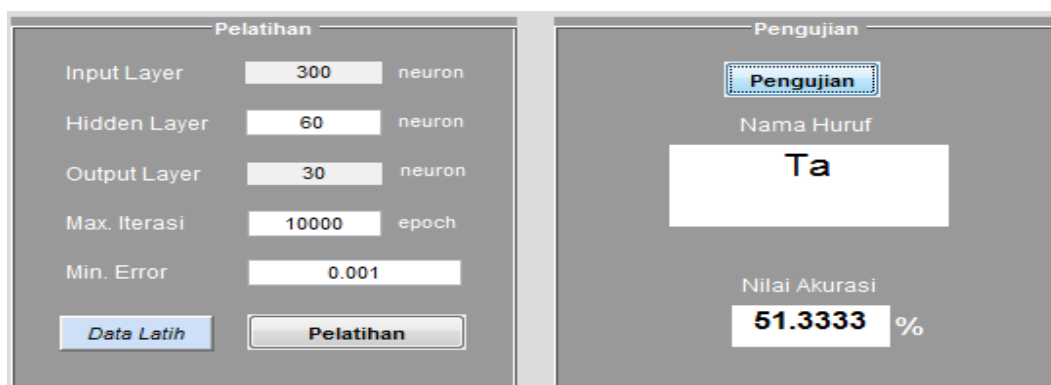 Pelatihan
Input Layer 300 neuron
Hidden Layer 60 neuron
Output Layer 30 neuron
Max. Iterasi 10000 epoch
Min. Error 0.001
Data Latih Pelatihan
Pengujian
Pengujian
Nama Huruf
Ta
Nilai Akurasi
51.3333 %